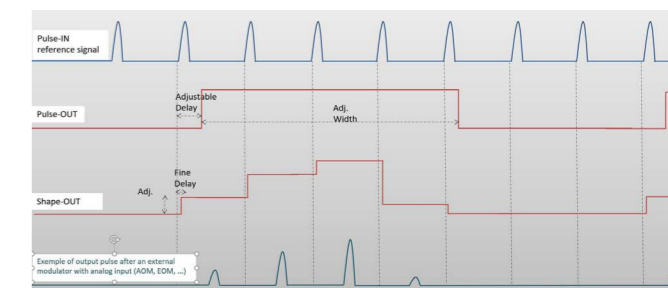 Pulse-IN
reference signal
Adjustable
Delay
Pulse-OUT
Adj.
Width
Fine
Delay
Adj.
Shape-OUT
Exemple of output pulse after an external
modulator with analog input (AOM, EOM, ...)